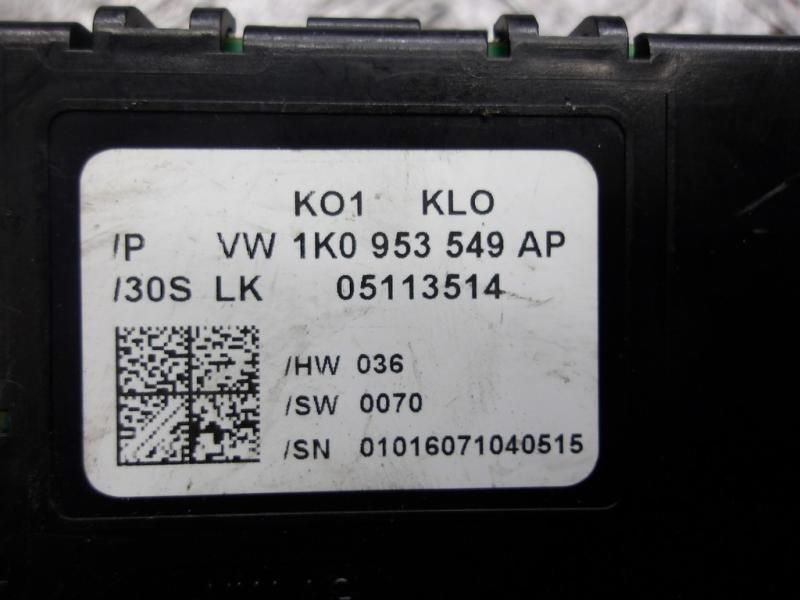 KO1 KLO
/P VW 1K0 953 549 AP
/30S LK 05113514
/HW 036
/SW 0070
/SN 01016071040515